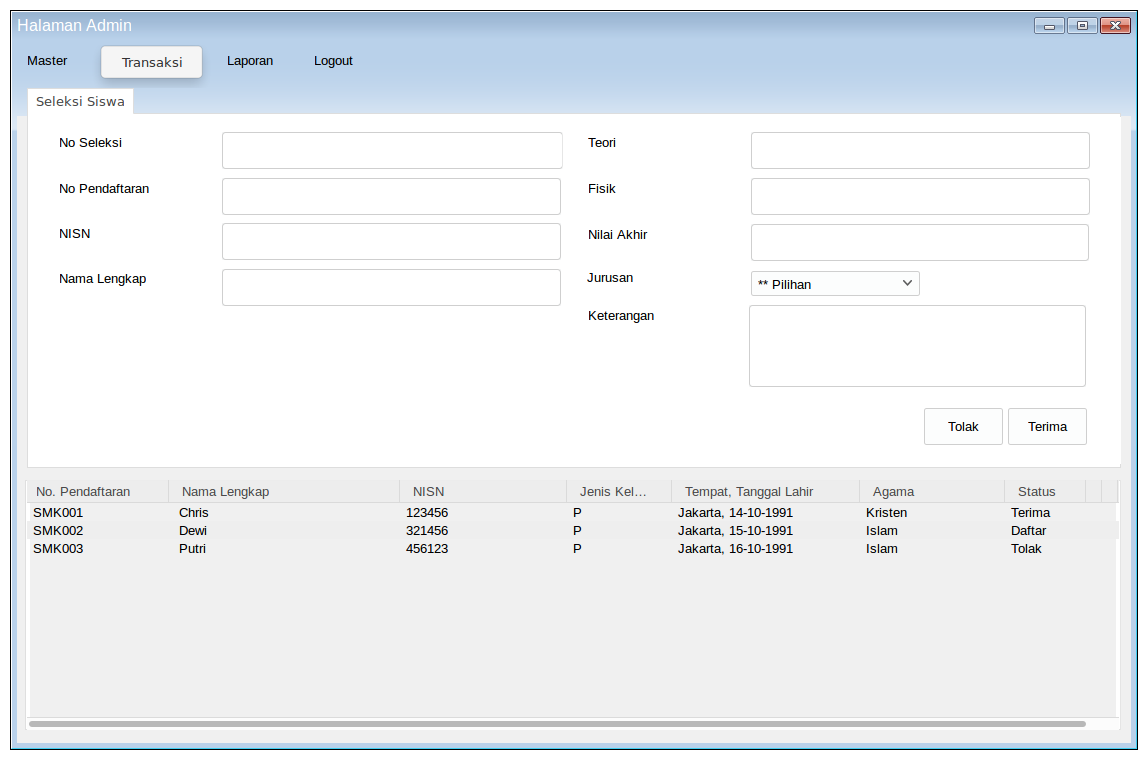 Halaman Admin
Master Transaksi Laporan Logout
Seleksi Siswa
No Seleksi
No Pendaftaran
NISN
Nama Lengkap
Teori
Fisik
Nilai Akhir
Jurusan ** Pilihan
Keterangan
Tolak Terima
No. Pendaftaran Nama Lengkap NISN Jenis Kel... Tempat, Tanggal Lahir Agama Status
SMK001 Chris 123456 P Jakarta, 14-10-1991 Kristen Terima
SMK002 Dewi 321456 P Jakarta, 15-10-1991 Islam Daftar
SMK003 Putri 456123 P Jakarta, 16-10-1991 Islam Tolak